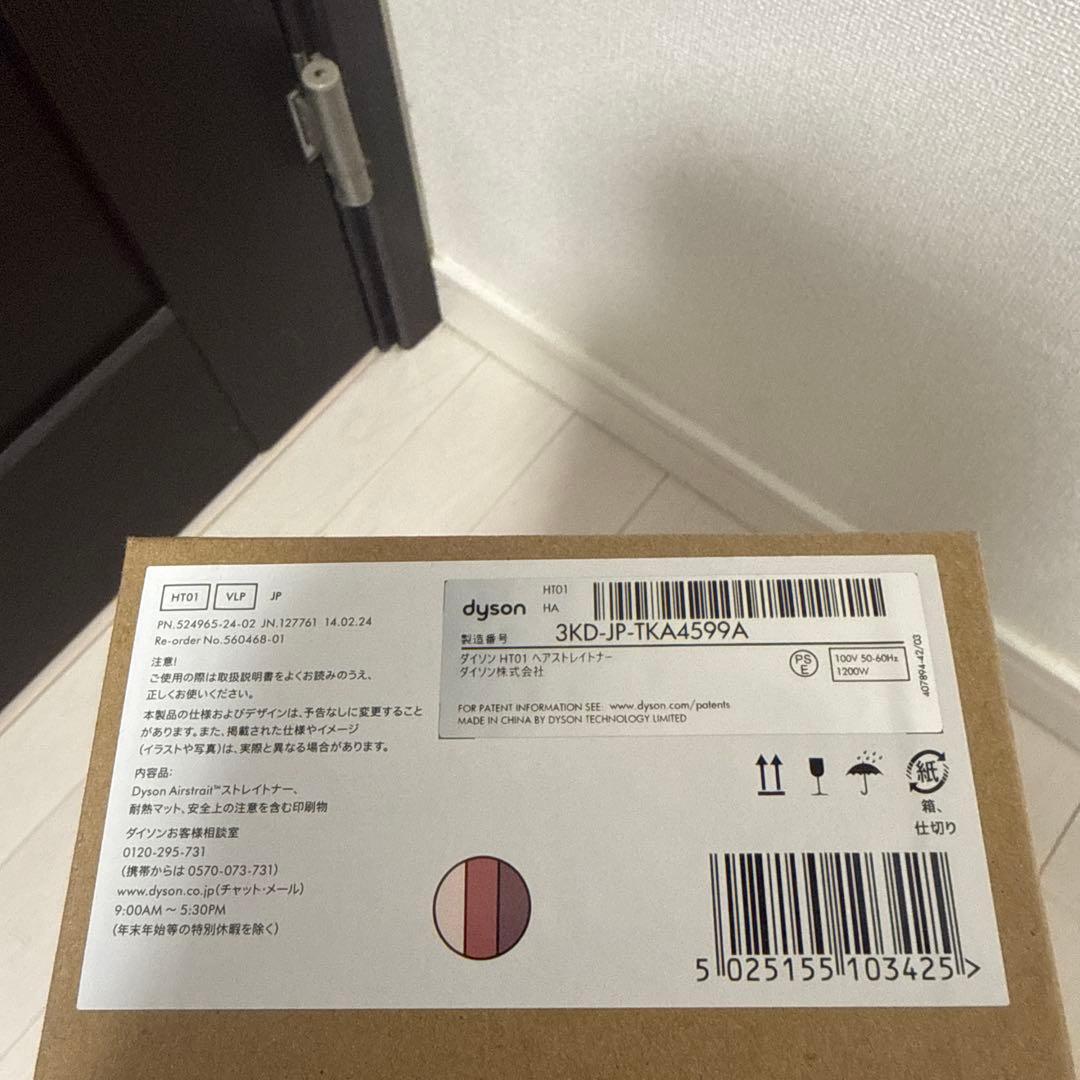 HT01 VLP JP
PN.524965-24-02 JN.127761 14.02.24
Re-order No.560468-01
注意!
ご使用の際は取扱説明書をよくお読みのうえ、
正しくお使いください。
本製品の仕様およびデザインは、予告なしに変更すること
があります。また、掲載された仕様やイメージ
(イラストや写真)は、実際と異なる場合があります。
内容品:
Dyson Airstrait™ストレイトナー、
耐熱マット、安全上の注意を含む印刷物
ダイソンお客様相談室
0120-295-731
(携帯からは 0570-073-731)
www.dyson.co.jp(チャット・メール)
9:00AM ~ 5:30PM
(年末年始等の特別休暇を除く)
dyson
HT01
HA
製造番号 3KD-JP-TKA4599A
ダイソン HT01 ヘアストレイトナー
ダイソン株式会社
PSE
100V 50-60Hz
1200W
407894-42/03
FOR PATENT INFORMATION SEE: www.dyson.com/patents
MADE IN CHINA BY DYSON TECHNOLOGY LIMITED
紙
箱、
仕切り
5 025155 103425 >